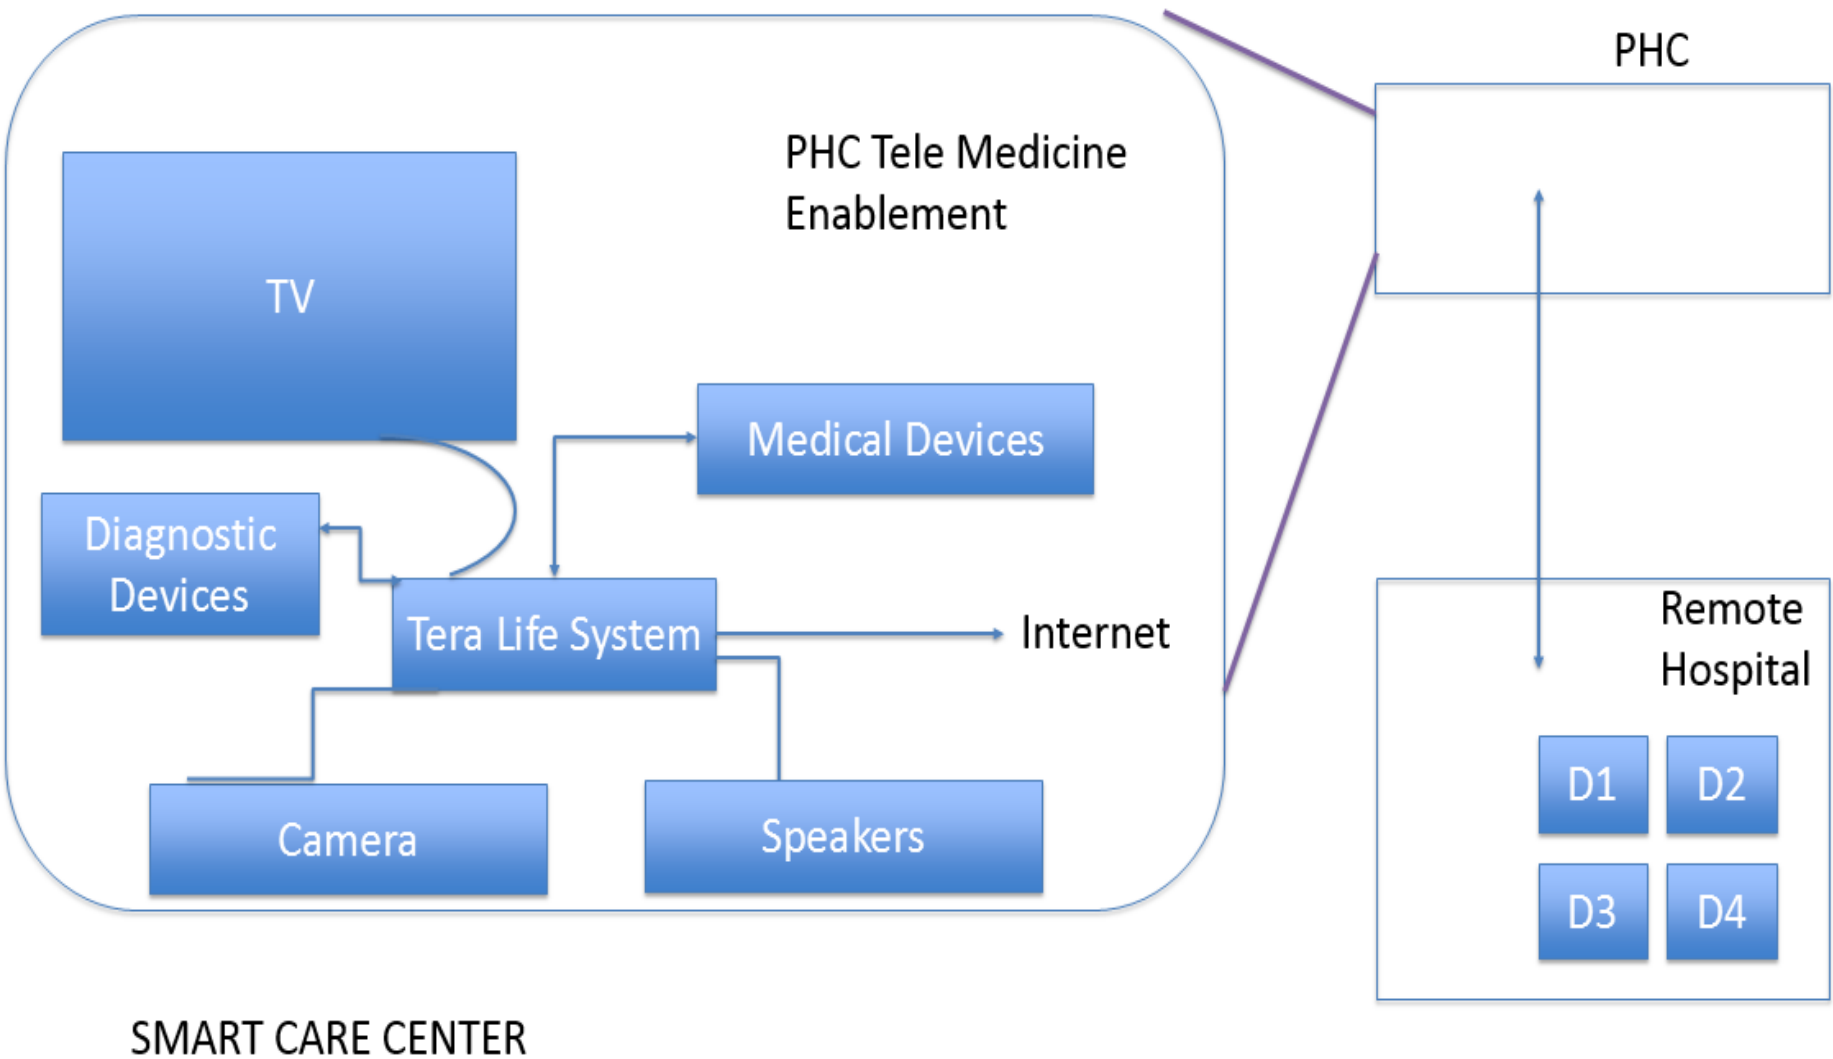 PHC
PHC Tele Medicine
Enablement
TV
Medical Devices
Diagnostic
Devices
Tera Life System
Internet
Remote
Hospital
D1
D2
Camera
Speakers
D3
D4
SMART CARE CENTER